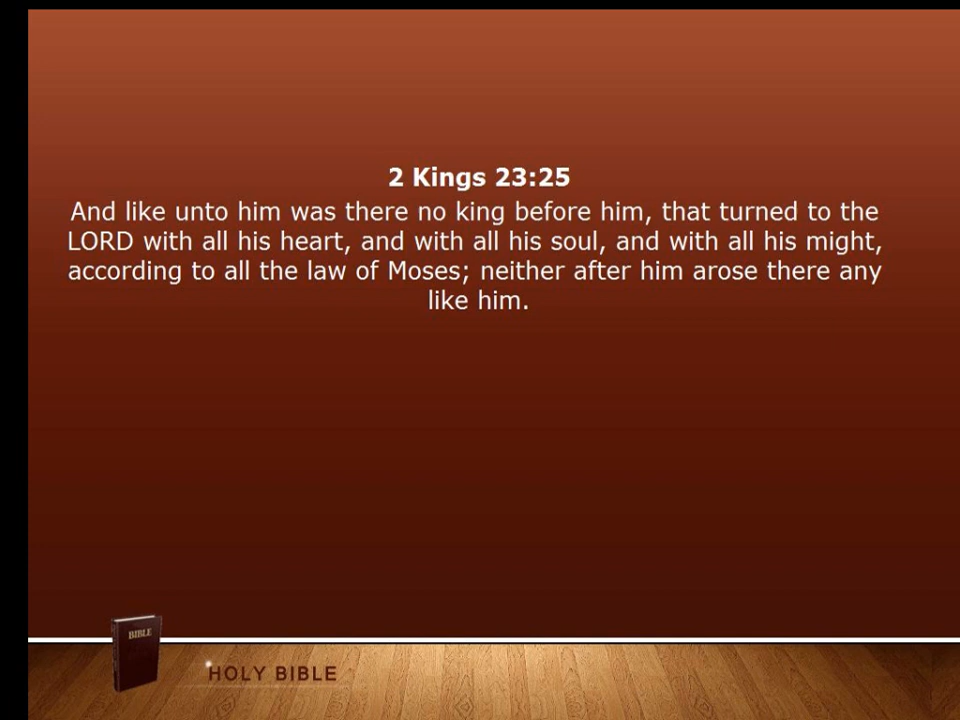 2 Kings 23:25
And like unto him was there no king before him, that turned to the
LORD with all his heart, and with all his soul, and with all his might,
according to all the law of Moses; neither after him arose there any
like him.
BIBLE
HOLY BIBLE